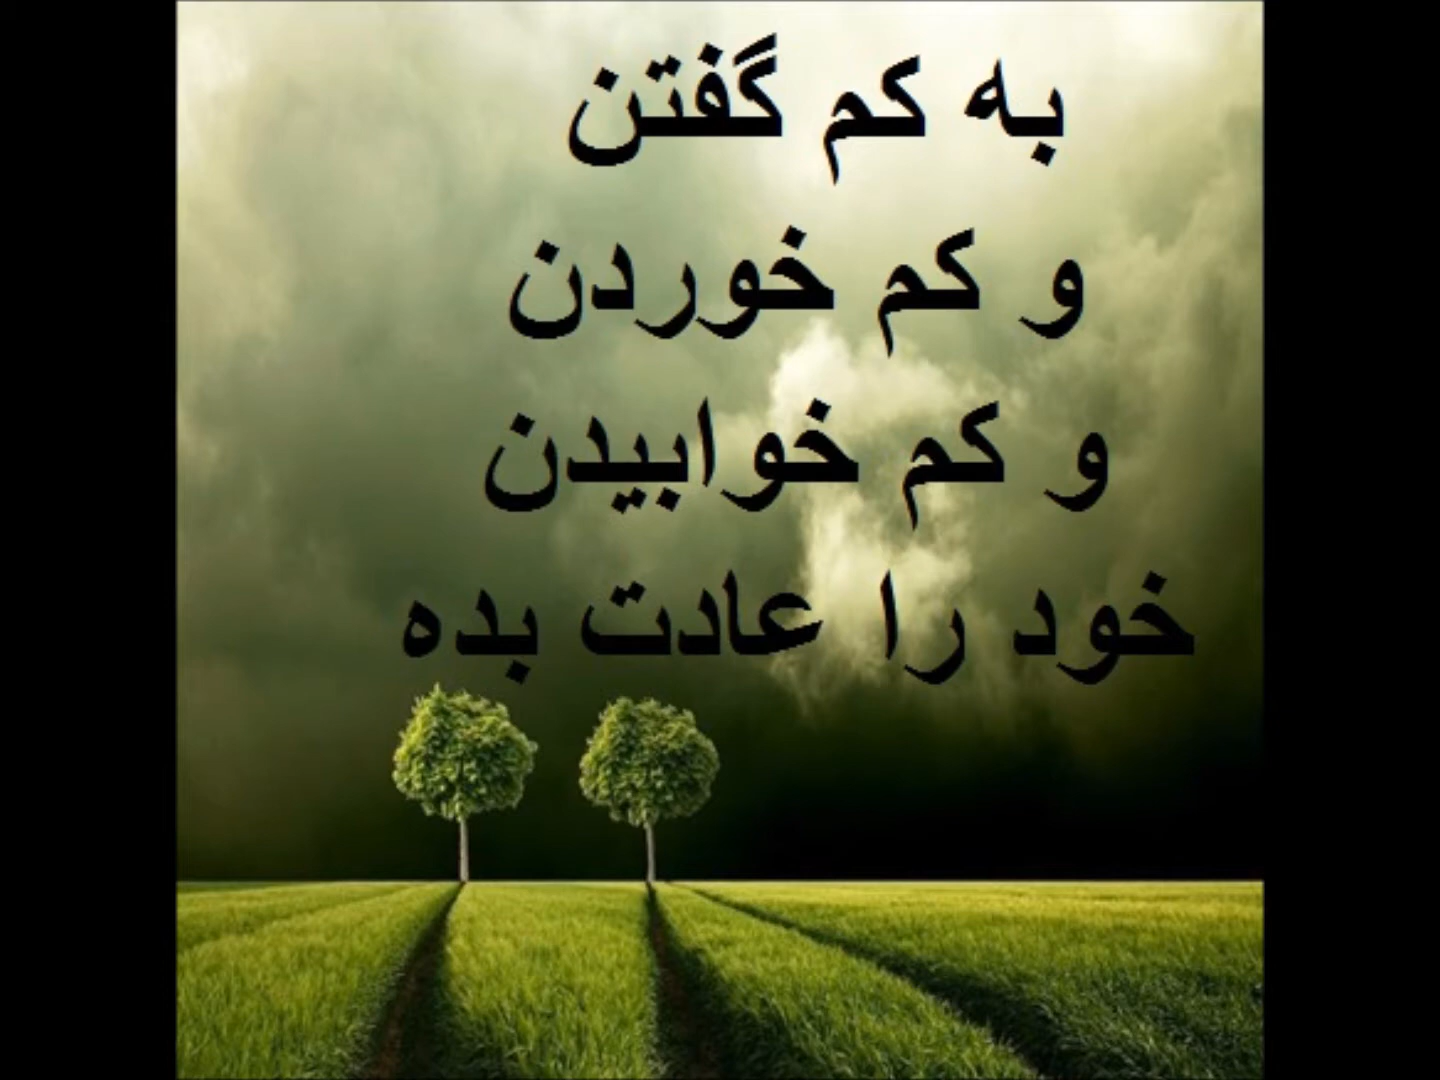 به کم گفتن
و کم خوردن
و کم خوابیدن
خود را عادت بده